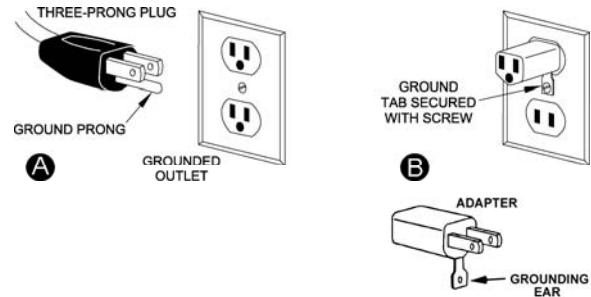 THREE-PRONG PLUG
GROUND PRONG
A
GROUNDED
OUTLET
GROUND
TAB SECURED
WITH SCREW
B
ADAPTER
GROUNDING
EAR